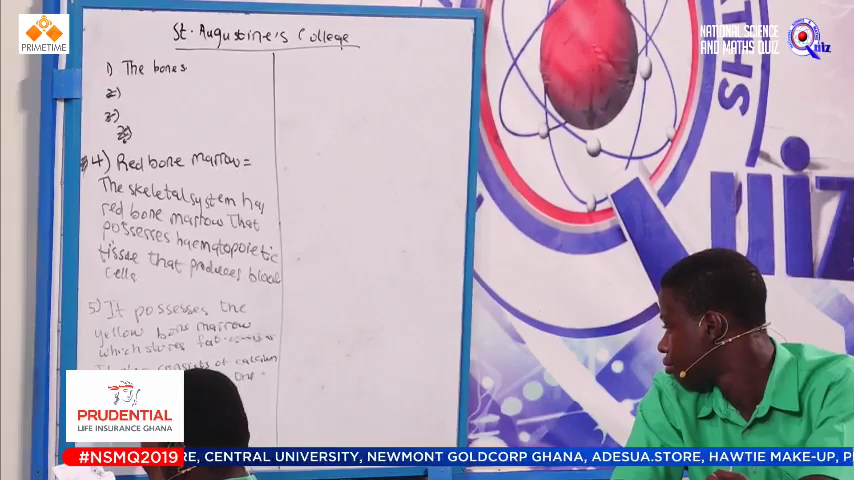 PRIMETIME
NATIONAL SCIENCE
AND MATHS QUIZ
Quiz
St. Augustine's College
1) The bones
2)
3)
4) Red bone marrow =
The skeletal system has
red bone marrow That
possesses haematopoietic
tissue that produces blood
cells
5) It possesses the
yellow bone marrow
which stores fat
consists of calcium
PRUDENTIAL
LIFE INSURANCE GHANA
#NSMQ2019
RE, CENTRAL UNIVERSITY, NEWMONT GOLDCORP GHANA, ADESUA.STORE, HAWTIE MAKE-UP, P